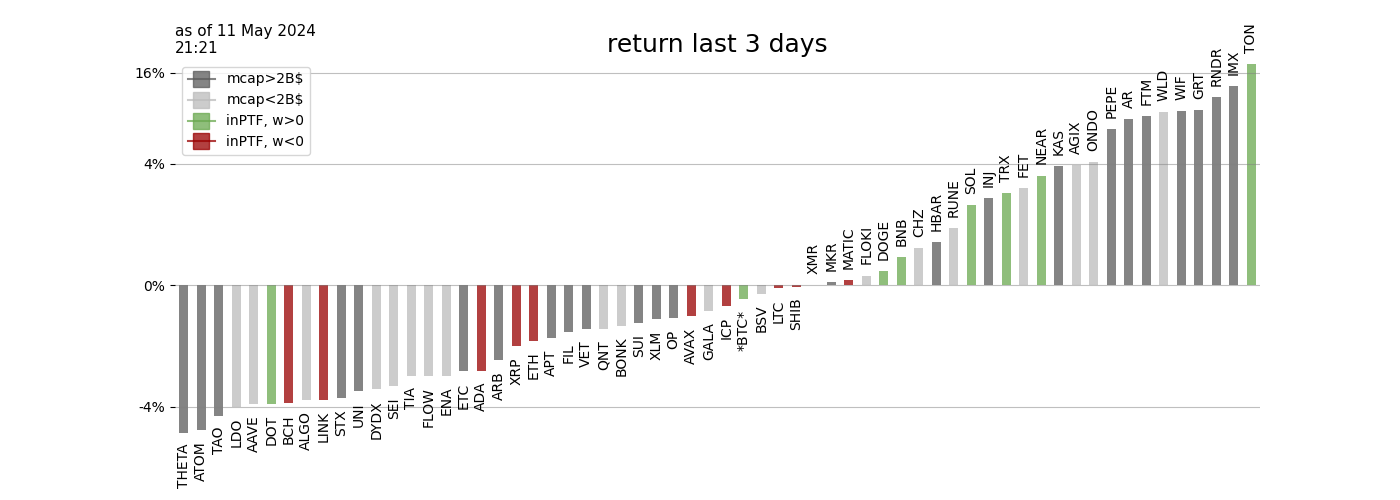 as of 11 May 2024
21:21
return last 3 days
mcap>2B$
mcap<2B$
inPTF, w>0
inPTF, w<0
16%
4%
0%
-4%
THETA
ATOM
TAO
LDO
AAVE
DOT
BCH
ALGO
LINK
STX
UNI
DYDX
SEI
TIA
FLOW
ENA
ETC
ADA
ARB
XRP
ETH
APT
FIL
VET
QNT
BONK
SUI
XLM
OP
AVAX
GALA
ICP
*BTC*
BSV
LTC
SHIB
XMR
MKR
MATIC
FLOKI
DOGE
BNB
CHZ
HBAR
RUNE
SOL
INJ
TRX
FET
NEAR
KAS
AGIX
ONDO
PEPE
AR
FTM
WLD
WIF
GRT
RNDR
IMX
TON